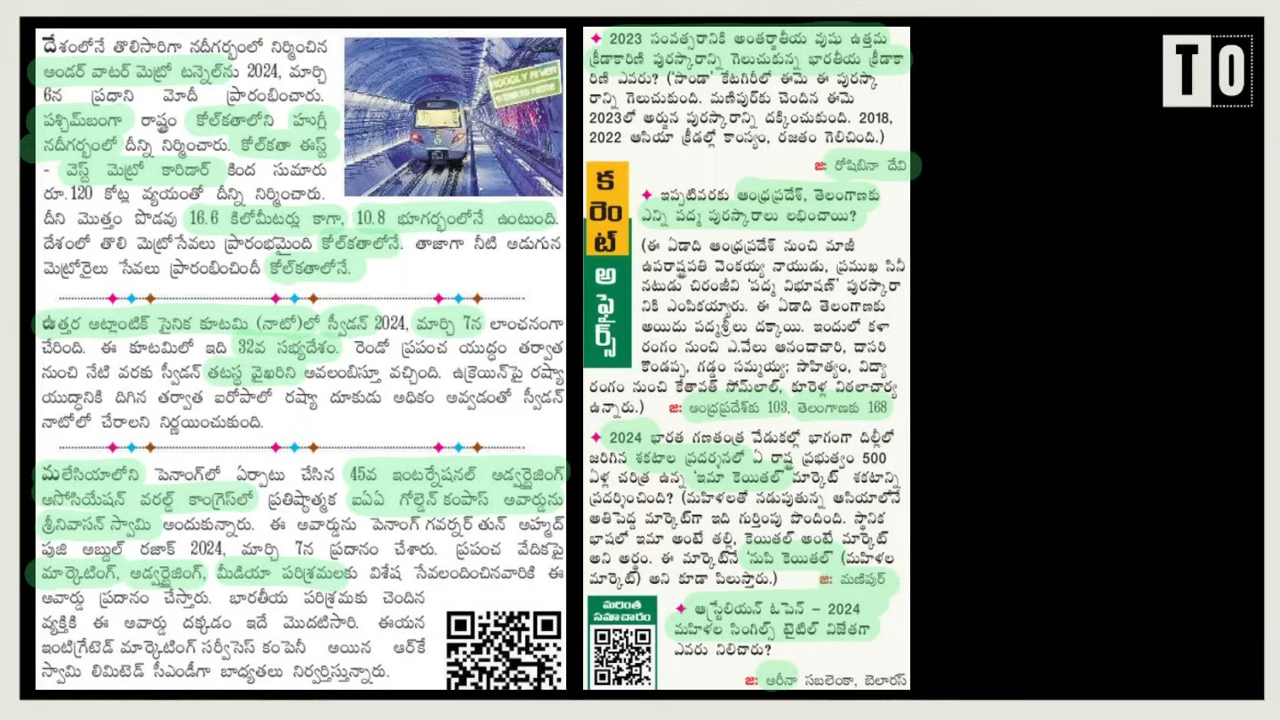 దేశంలోనే తొలిసారిగా నదీగర్భంలో నిర్మించిన
అండర్ వాటర్ మెట్రో టన్నెల్‌ను 2024, మార్చి
6న ప్రధాని మోదీ ప్రారంభించారు.
పశ్చిమ్‌బంగా రాష్ట్రం కోల్‌కతాలోని హుగ్లీ
నదీగర్భంలో దీన్ని నిర్మించారు. కోల్‌కతా ఈస్ట్
- వెస్ట్ మెట్రో కారిడార్ కింద సుమారు
రూ.120 కోట్ల వ్యయంతో దీన్ని నిర్మించారు.
దీని మొత్తం పొడవు 16.6 కిలోమీటర్లు కాగా, 10.8 భూగర్భంలోనే ఉంటుంది.
దేశంలో తొలి మెట్రోసేవలు ప్రారంభమైంది కోల్‌కతాలోనే. తాజాగా నీటి అడుగున
మెట్రోరైలు సేవలు ప్రారంభించిందీ కోల్‌కతాలోనే.
HOOGLY RIVER
STARTS HERE
ఉత్తర అట్లాంటిక్ సైనిక కూటమి (నాటో)లో స్వీడన్ 2024, మార్చి 7న లాంఛనంగా
చేరింది. ఈ కూటమిలో ఇది 32వ సభ్యదేశం. రెండో ప్రపంచ యుద్ధం తర్వాత
నుంచి నేటి వరకు స్వీడన్ తటస్థ వైఖరిని అవలంబిస్తూ వచ్చింది. ఉక్రెయిన్‌పై రష్యా
యుద్ధానికి దిగిన తర్వాత ఐరోపాలో రష్యా దూకుడు అధికం అవ్వడంతో స్వీడన్
నాటోలో చేరాలని నిర్ణయించుకుంది.
మలేసియాలోని పెనాంగ్‌లో ఏర్పాటు చేసిన 45వ ఇంటర్నేషనల్ అడ్వర్టైజింగ్
అసోసియేషన్ వరల్డ్ కాంగ్రెస్‌లో ప్రతిష్ఠాత్మక ఐఏఏ గోల్డెన్ కంపాస్ అవార్డును
శ్రీనివాసన్ స్వామి అందుకున్నారు. ఈ అవార్డును పెనాంగ్ గవర్నర్ తున్ అహ్మద్
ఫుజి అబ్దుల్ రజాక్ 2024, మార్చి 7న ప్రదానం చేశారు. ప్రపంచ వేదికపై
మార్కెటింగ్, అడ్వర్టైజింగ్, మీడియా పరిశ్రమలకు విశేష సేవలందించినవారికి ఈ
అవార్డు ప్రదానం చేస్తారు. భారతీయ పరిశ్రమకు చెందిన
వ్యక్తికి ఈ అవార్డు దక్కడం ఇదే మొదటిసారి. ఈయన
ఇంటిగ్రేటెడ్ మార్కెటింగ్ సర్వీసెస్ కంపెనీ అయిన ఆర్‌కే
స్వామి లిమిటెడ్ సీఎండీగా బాధ్యతలు నిర్వర్తిస్తున్నారు.
2023 సంవత్సరానికి అంతర్జాతీయ వుషు ఉత్తమ
క్రీడాకారిణి పురస్కారాన్ని గెలుచుకున్న భారతీయ క్రీడాకా
రిణి ఎవరు? ('సాండా' కేటగిరీలో ఈమె ఈ పురస్కా
రాన్ని గెలుచుకుంది. మణిపుర్‌కు చెందిన ఈమె
2023లో అర్జున పురస్కారాన్ని దక్కించుకుంది. 2018,
2022 ఆసియా క్రీడల్లో కాంస్యం, రజతం గెలిచింది.)
జ: రోషిబినా దేవి
కరెంట్ అఫైర్స్
ఇప్పటివరకు ఆంధ్రప్రదేశ్, తెలంగాణకు
ఎన్ని పద్మ పురస్కారాలు లభించాయి?
(ఈ ఏడాది ఆంధ్రప్రదేశ్ నుంచి మాజీ
ఉపరాష్ట్రపతి వెంకయ్య నాయుడు, ప్రముఖ సినీ
నటుడు చిరంజీవి 'పద్మ విభూషణ్' పురస్కారా
నికి ఎంపికయ్యారు. ఈ ఏడాది తెలంగాణకు
అయిదు పద్మశ్రీలు దక్కాయి. ఇందులో కళా
రంగం నుంచి ఎ.వేలు ఆనందాచారి, దాసరి
కొండప్ప, గడ్డం సమ్మయ్య; సాహిత్యం, విద్యా
రంగం నుంచి కేతావత్ సోమ్‌లాల్, కూరెళ్ల విఠలాచార్య
ఉన్నారు.) జ: ఆంధ్రప్రదేశ్‌కు 103, తెలంగాణకు 168
2024 భారత గణతంత్ర వేడుకల్లో భాగంగా దిల్లీలో
జరిగిన శకటాల ప్రదర్శనలో ఏ రాష్ట్ర ప్రభుత్వం 500
ఏళ్ల చరిత్ర ఉన్న 'ఇమా కెయితల్' మార్కెట్ శకటాన్ని
ప్రదర్శించింది? (మహిళలతో నడుపుతున్న ఆసియాలోనే
అతిపెద్ద మార్కెట్‌గా ఇది గుర్తింపు పొందింది. స్థానిక
భాషలో ఇమా అంటే తల్లి, కెయితల్ అంటే మార్కెట్
అని అర్థం. ఈ మార్కెట్‌నే 'నుపి కెయితల్' (మహిళల
మార్కెట్) అని కూడా పిలుస్తారు.) జ: మణిపుర్
మరింత
సమాచారం
ఆస్ట్రేలియన్ ఓపెన్ – 2024
మహిళల సింగిల్స్ టైటిల్ విజేతగా
ఎవరు నిలిచారు?
జ: అరీనా సబలెంకా, బెలారస్
TO